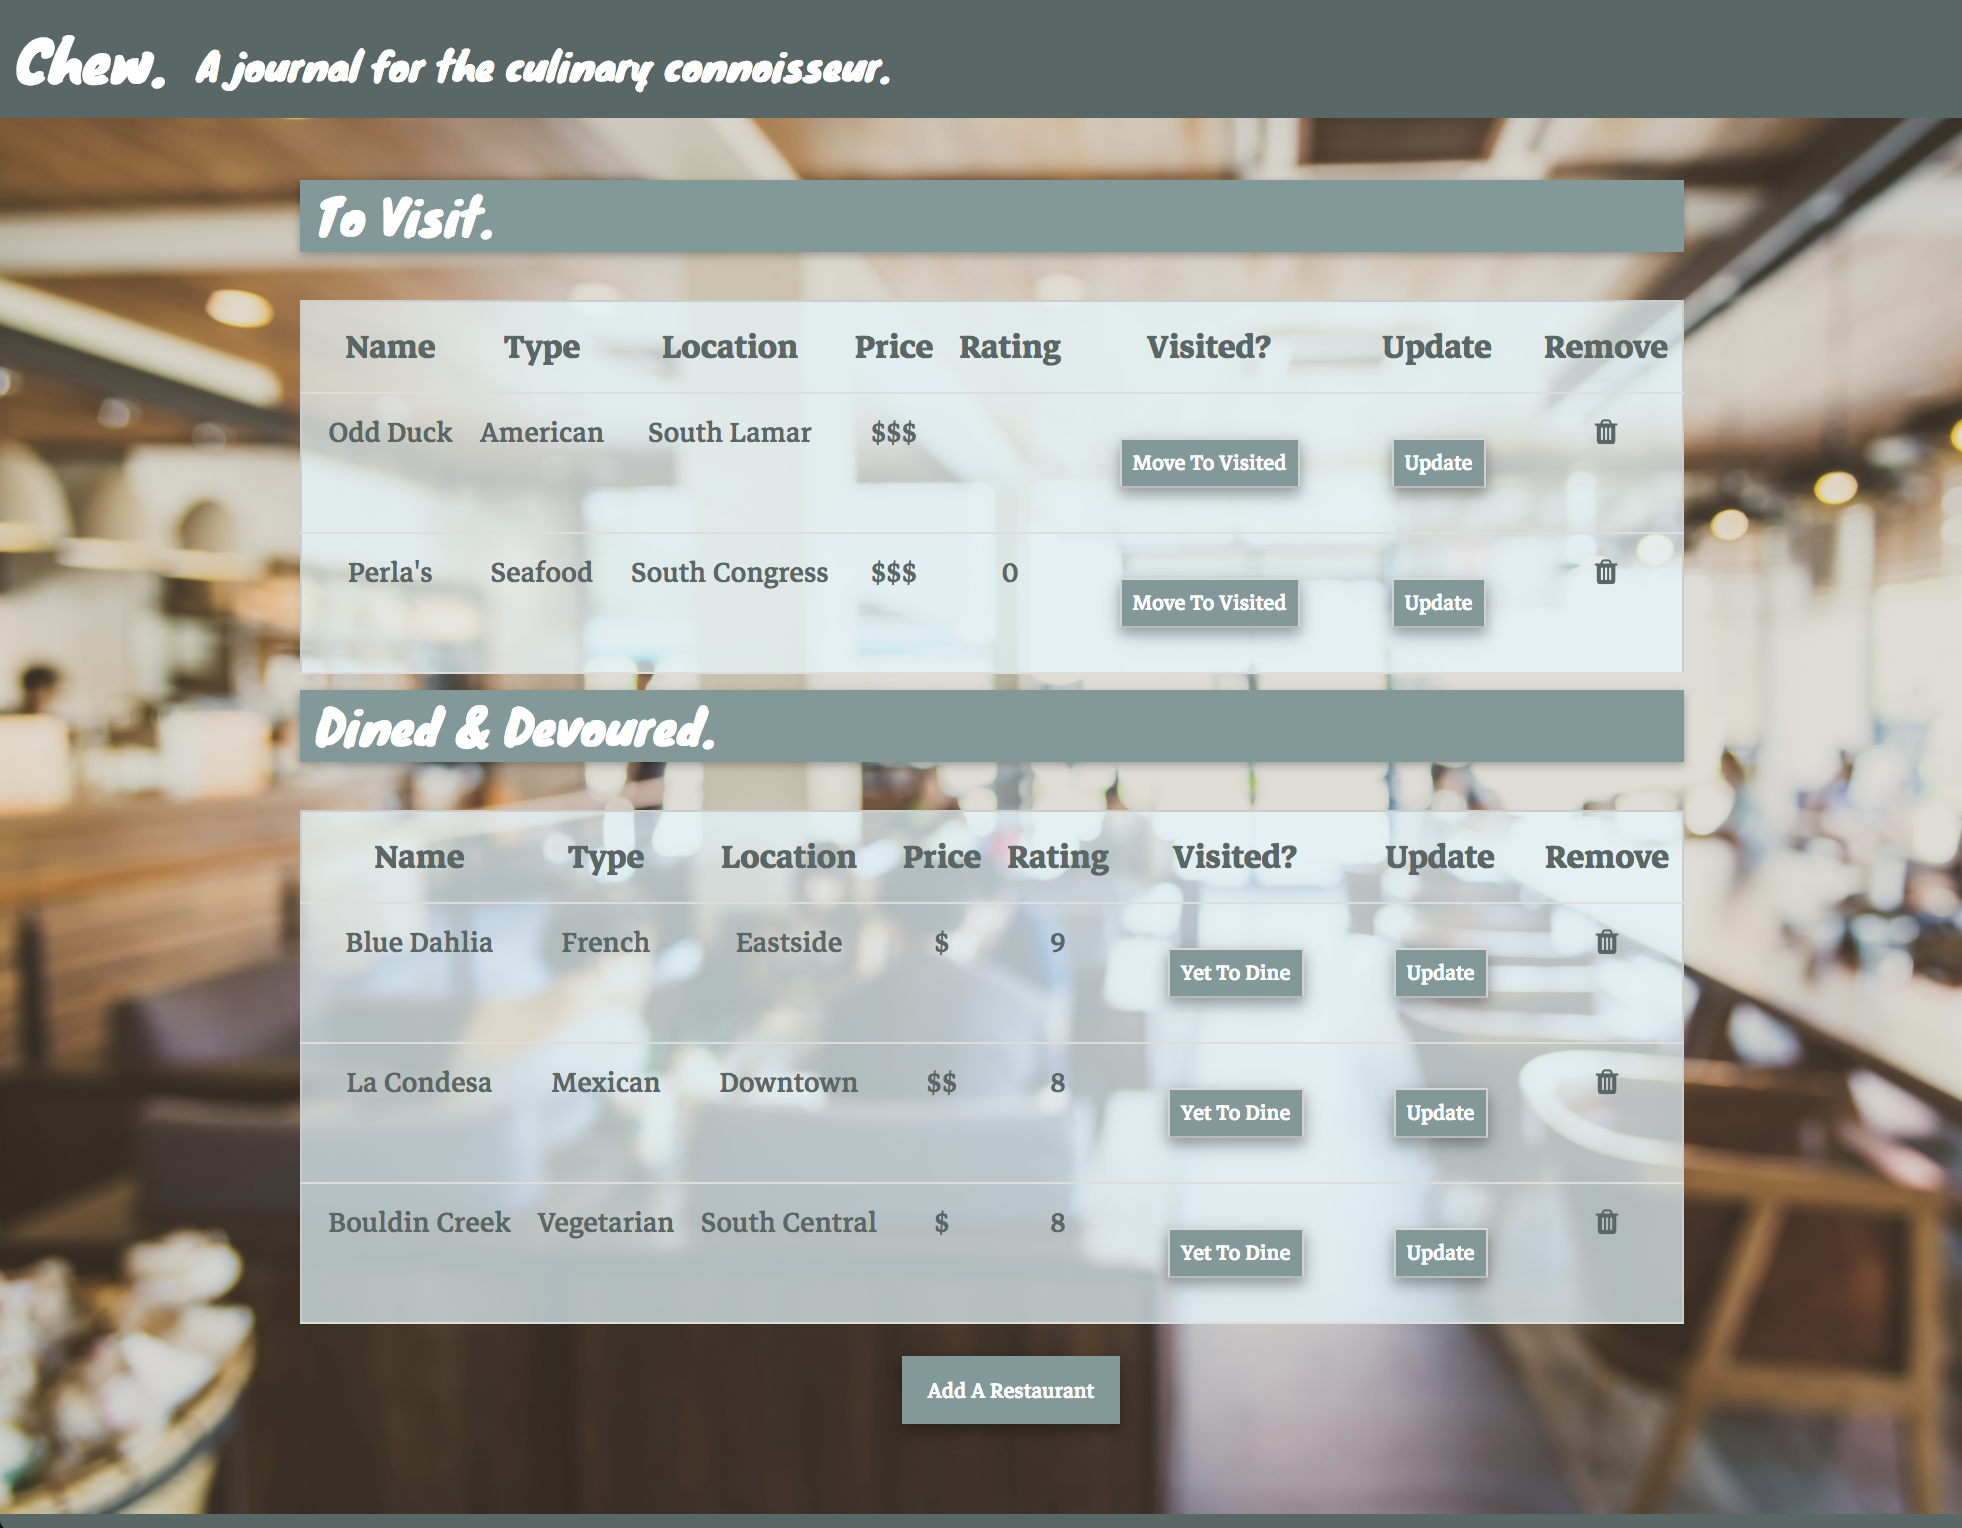 Chew. A journal for the culinary connoisseur.
To Visit.
Name Type Location Price Rating Visited? Update Remove
Odd Duck American South Lamar $$$ Move To Visited Update
Perla's Seafood South Congress $$$ 0 Move To Visited Update
Dined & Devoured.
Name Type Location Price Rating Visited? Update Remove
Blue Dahlia French Eastside $ 9 Yet To Dine Update
La Condesa Mexican Downtown $$ 8 Yet To Dine Update
Bouldin Creek Vegetarian South Central $ 8 Yet To Dine Update
Add A Restaurant